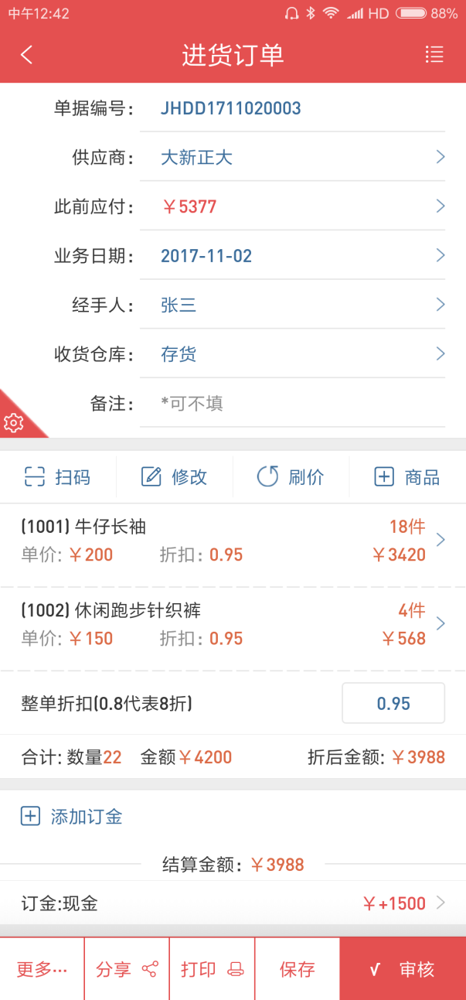 中午12:42 HD 88%
进货订单
单据编号: JHDD1711020003
供应商: 大新正大
此前应付: ￥5377
业务日期: 2017-11-02
经手人: 张三
收货仓库: 存货
备注: *可不填
扫码 修改 刷价 商品
(1001) 牛仔长袖 18件
单价: ￥200 折扣: 0.95 ￥3420
(1002) 休闲跑步针织裤 4件
单价: ￥150 折扣: 0.95 ￥568
整单折扣(0.8代表8折) 0.95
合计: 数量22 金额￥4200 折后金额: ￥3988
添加订金
结算金额: ￥3988
订金:现金 ￥+1500
更多··· 分享 打印 保存 √ 审核